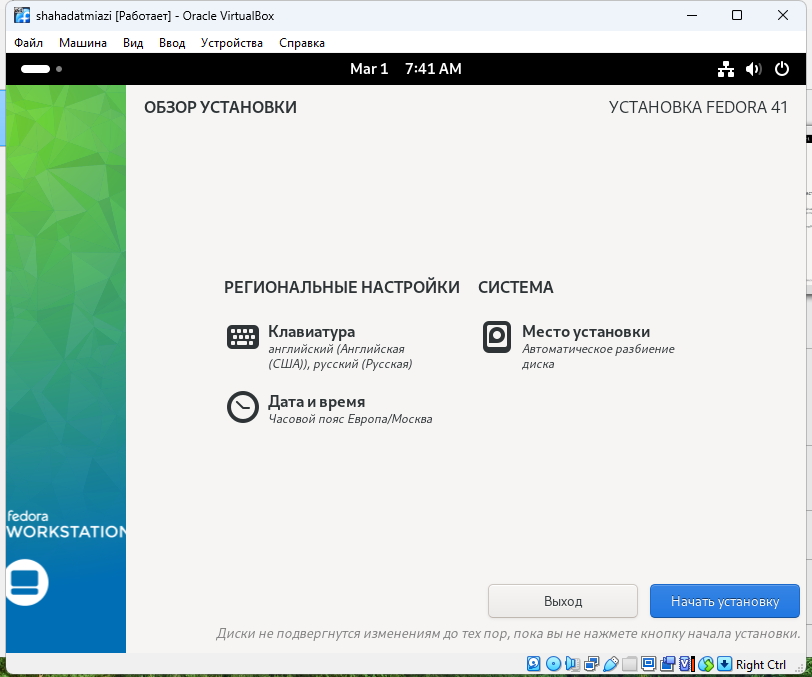 shahadatmiazi [Работает] - Oracle VirtualBox
Файл Машина Вид Ввод Устройства Справка
Mar 1 7:41 AM
ОБЗОР УСТАНОВКИ
УСТАНОВКА FEDORA 41
РЕГИОНАЛЬНЫЕ НАСТРОЙКИ
Клавиатура
английский (Английская
(США)), русский (Русская)
Дата и время
Часовой пояс Европа/Москва
СИСТЕМА
Место установки
Автоматическое разбиение
диска
fedora
WORKSTATION
Выход
Начать установку
Диски не подвергнутся изменениям до тех пор, пока вы не нажмете кнопку начала установки.
Right Ctrl